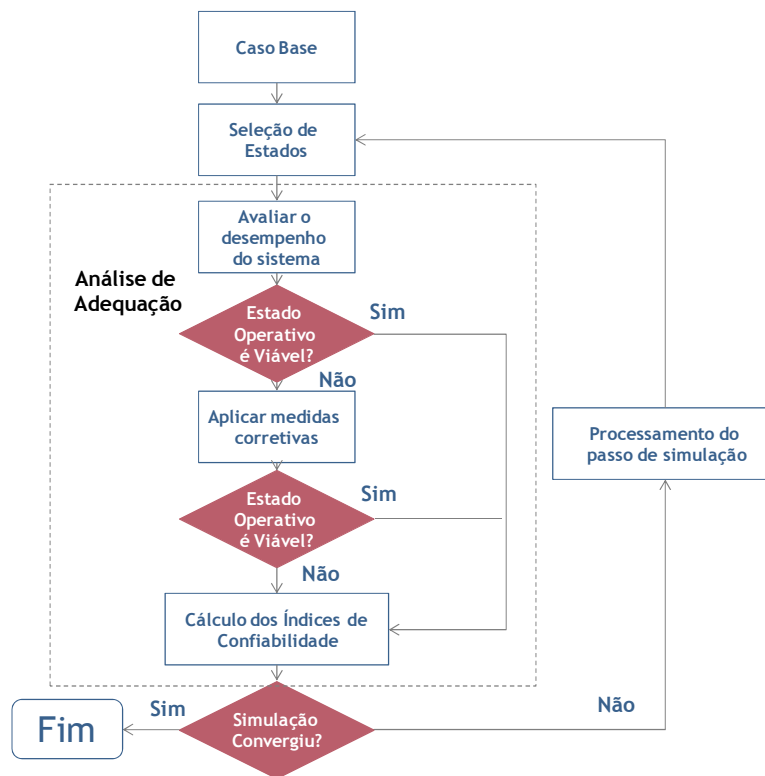 Caso Base
Seleção de
Estados
Avaliar o
desempenho
do sistema
Análise de
Adequação
Estado
Operativo
é Viável?
Sim
Não
Aplicar medidas
corretivas
Processamento do
passo de simulação
Estado
Operativo
é Viável?
Sim
Não
Cálculo dos Índices de
Confiabilidade
Simulação
Convergiu?
Sim
Não
Fim